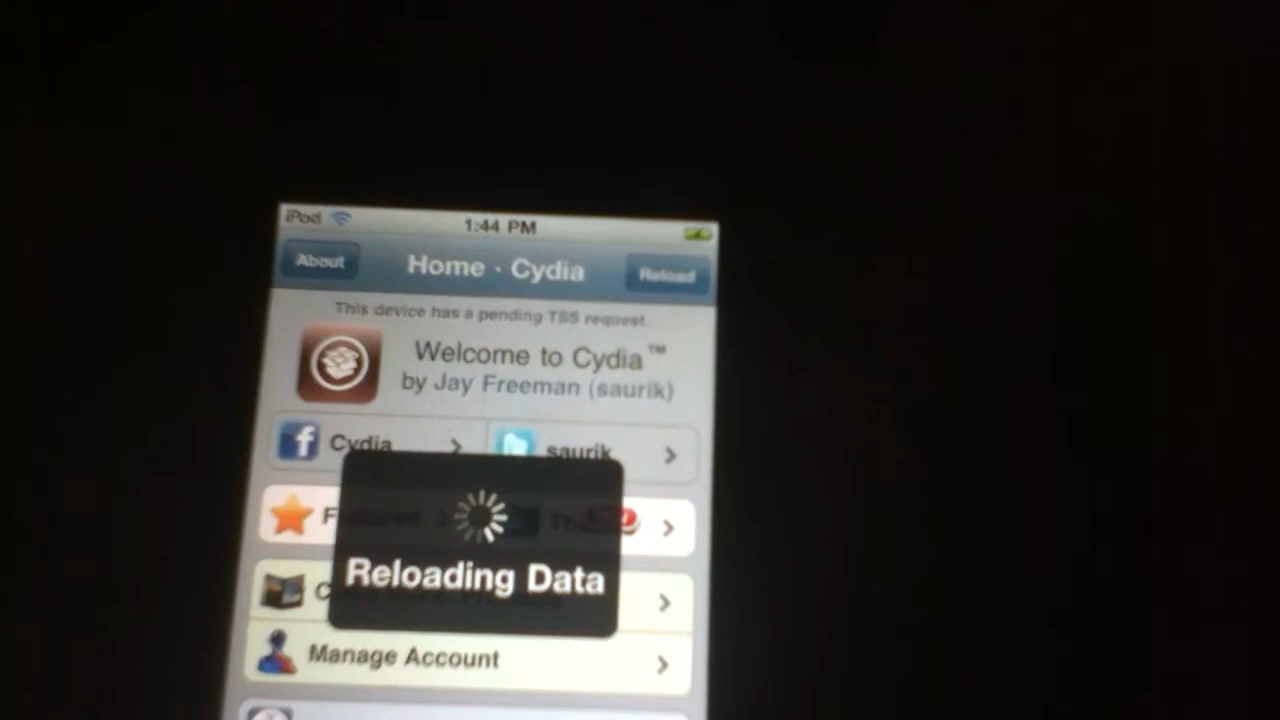 iPod 1:44 PM
About Home · Cydia Reload
This device has a pending TSS request.
Welcome to Cydia™
by Jay Freeman (saurik)
Cydia saurik
Reloading Data
Manage Account